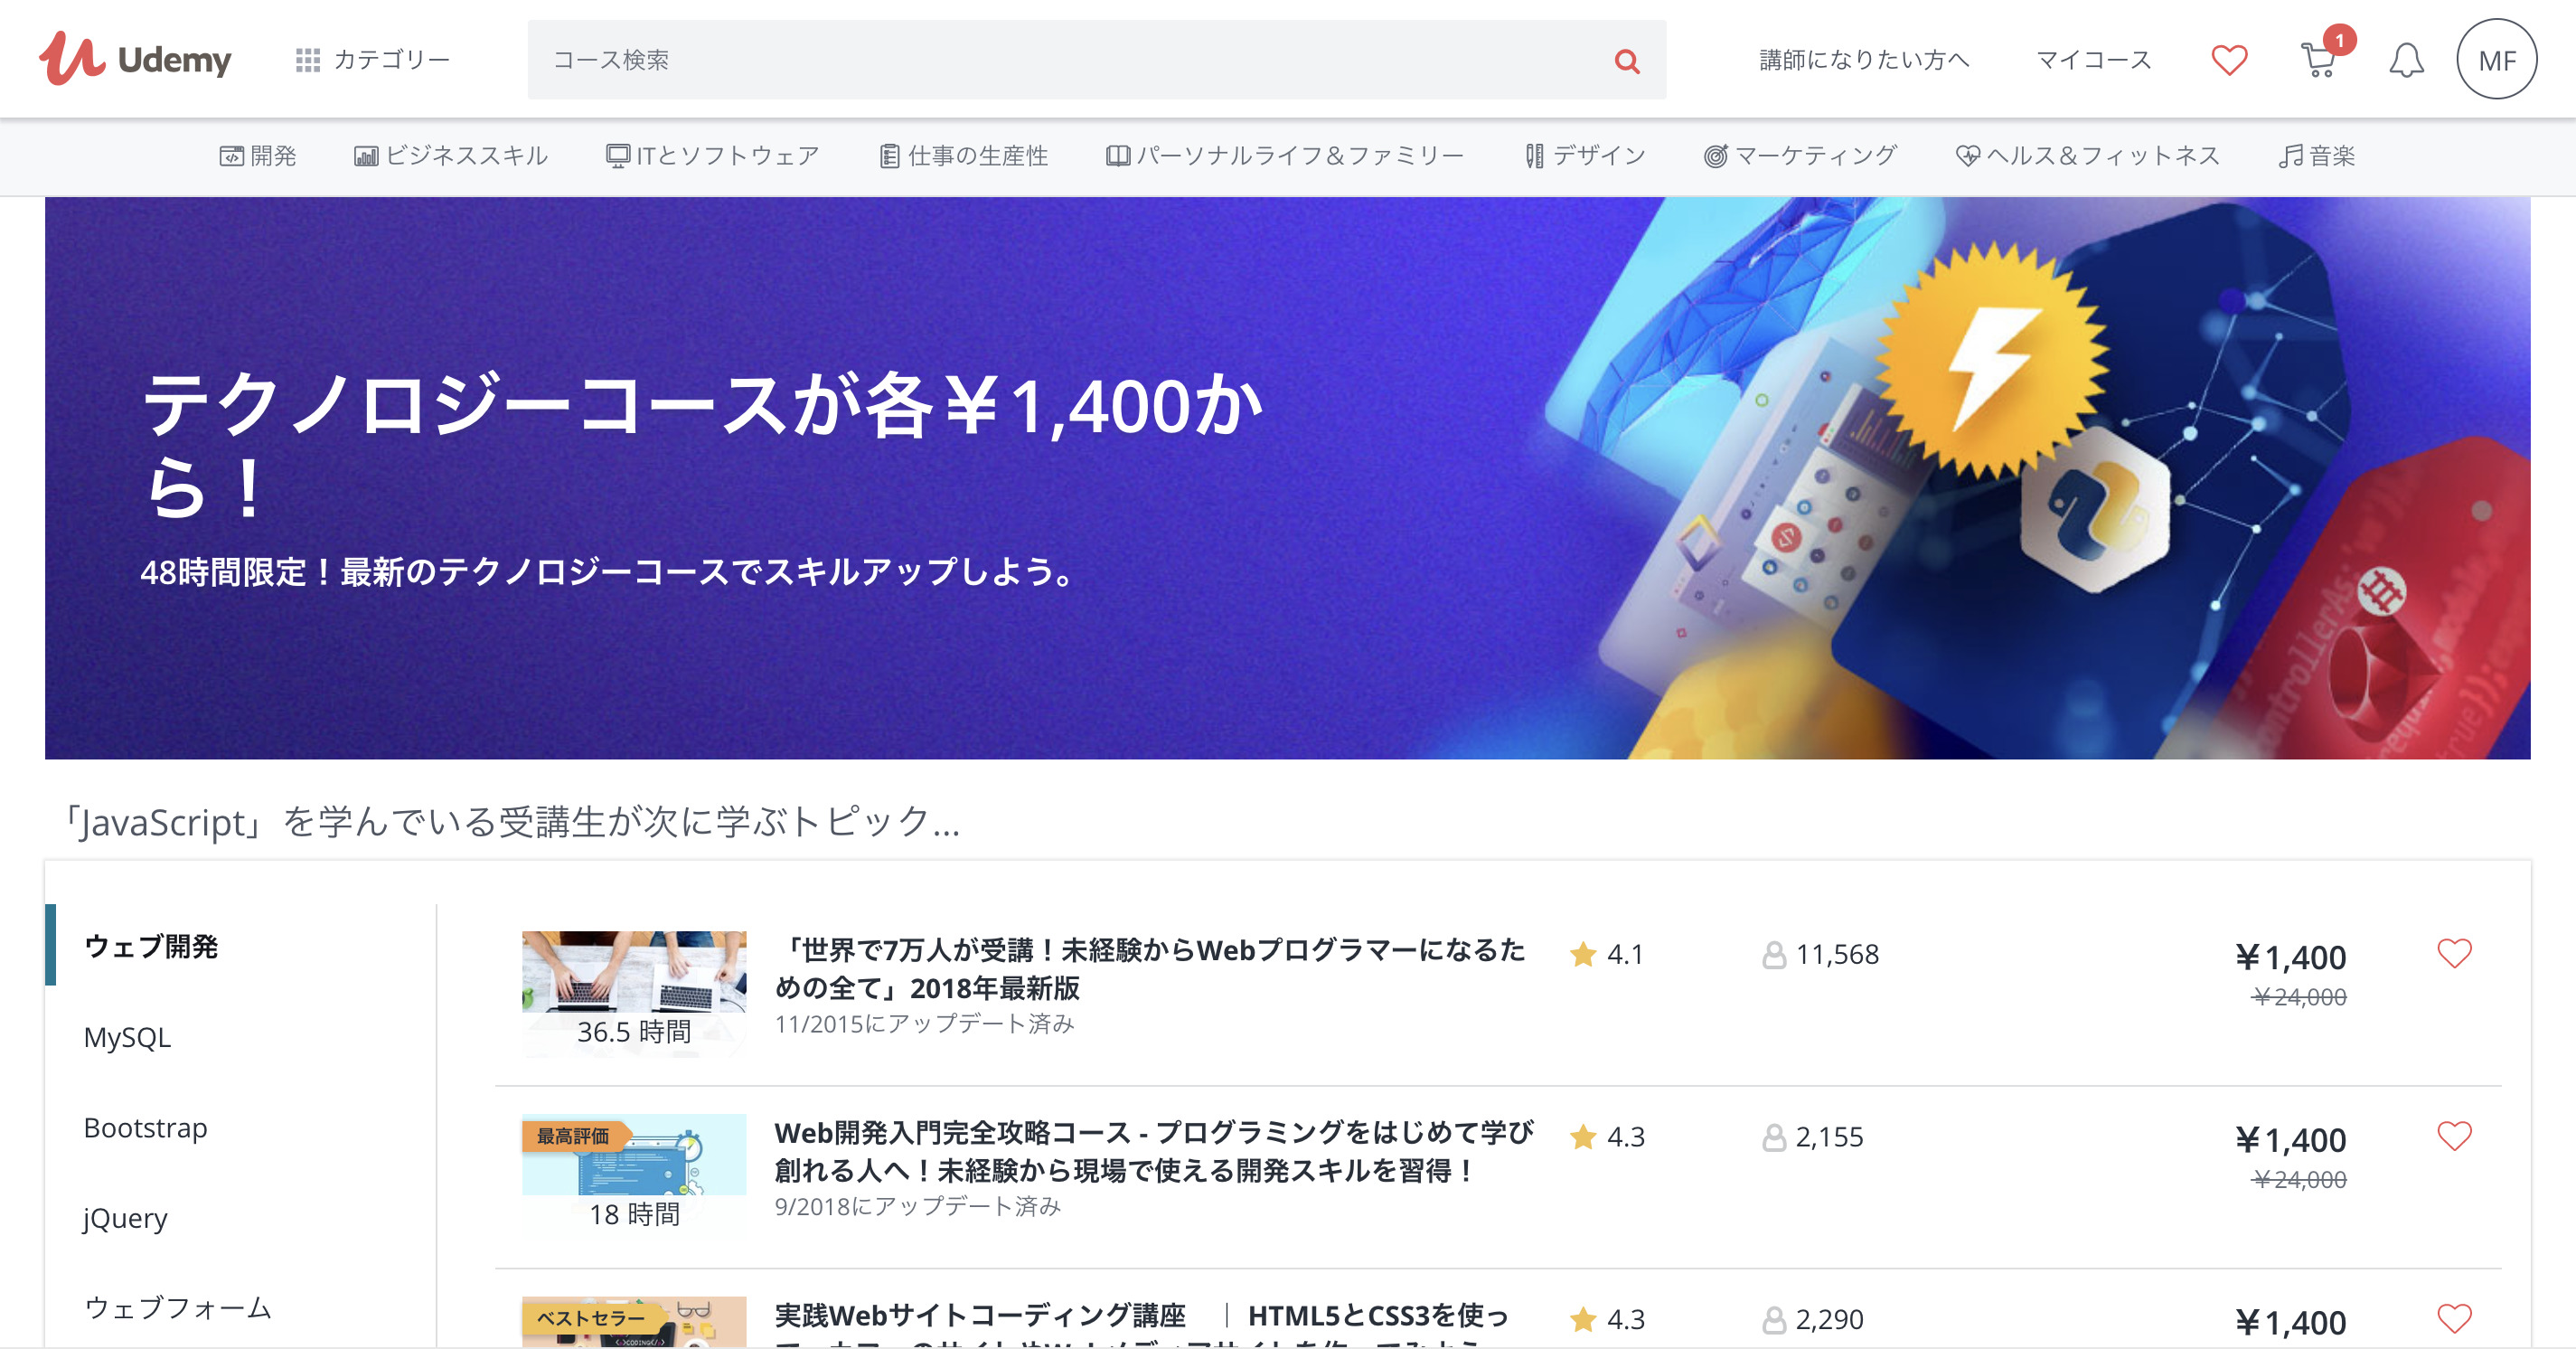 Udemy
カテゴリー
コース検索
講師になりたい方へ
マイコース
1
MF
開発
ビジネススキル
ITとソフトウェア
仕事の生産性
パーソナルライフ&ファミリー
デザイン
マーケティング
ヘルス&フィットネス
音楽
テクノロジーコースが各¥1,400か
ら!
48時間限定!最新のテクノロジーコースでスキルアップしよう。
「JavaScript」を学んでいる受講生が次に学ぶトピック...
ウェブ開発
MySQL
Bootstrap
jQuery
ウェブフォーム
36.5 時間
「世界で7万人が受講!未経験からWebプログラマーになるた
めの全て」2018年最新版
11/2015にアップデート済み
4.1
11,568
¥1,400
¥24,000
最高評価
18 時間
Web開発入門完全攻略コース - プログラミングをはじめて学び
創れる人へ!未経験から現場で使える開発スキルを習得!
9/2018にアップデート済み
4.3
2,155
¥1,400
¥24,000
ベストセラー
実践Webサイトコーディング講座 | HTML5とCSS3を使っ
4.3
2,290
¥1,400